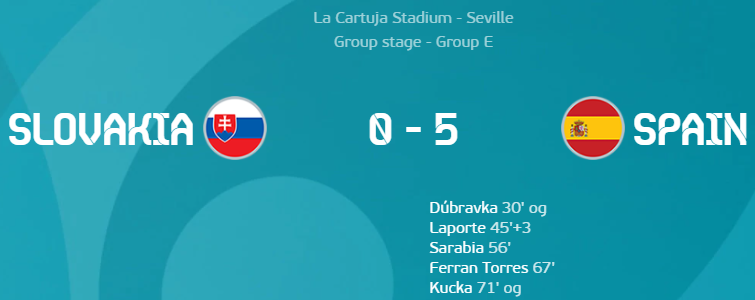 La Cartuja Stadium - Seville
Group stage - Group E
SLOVAKIA 0 - 5 SPAIN
Dúbravka 30' og
Laporte 45'+3
Sarabia 56'
Ferran Torres 67'
Kucka 71' og